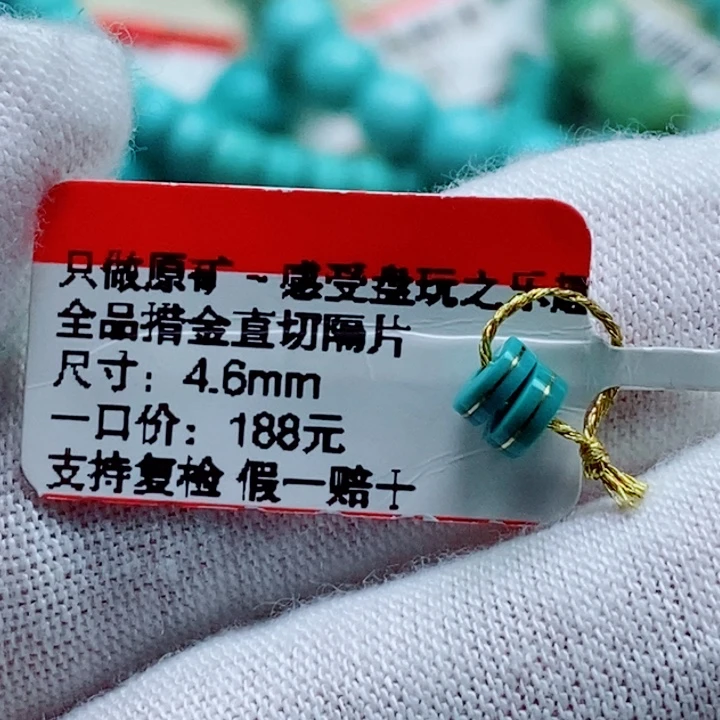 只做原矿~感受盘玩之乐趣
全品措金直切隔片
尺寸：4.6mm
一口价：188元
支持复检 假一赔十